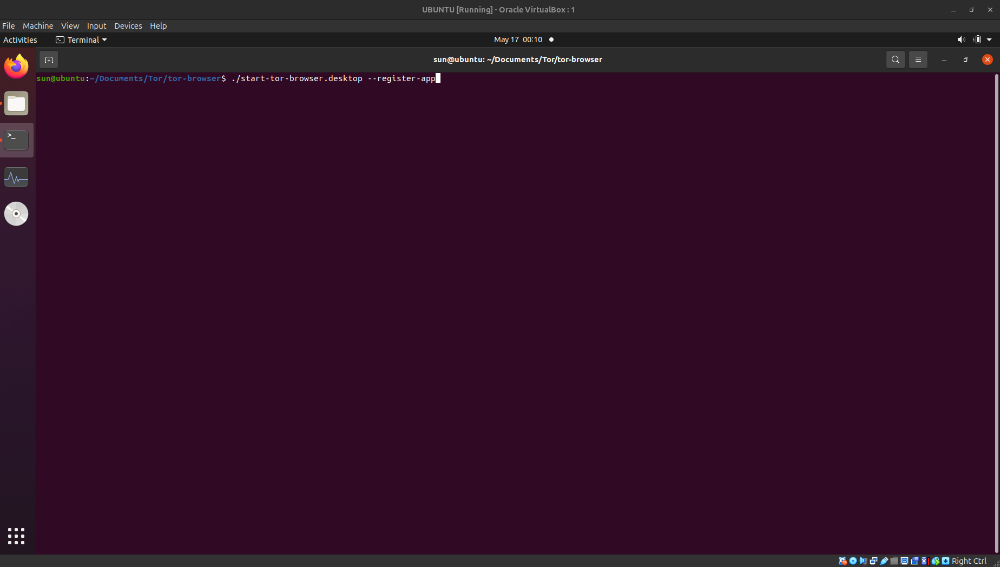 UBUNTU [Running] - Oracle VirtualBox : 1
File Machine View Input Devices Help
Activities Terminal May 17 00:10
sun@ubuntu: ~/Documents/Tor/tor-browser
sun@ubuntu:~/Documents/Tor/tor-browser$ ./start-tor-browser.desktop --register-app
>_
Right Ctrl